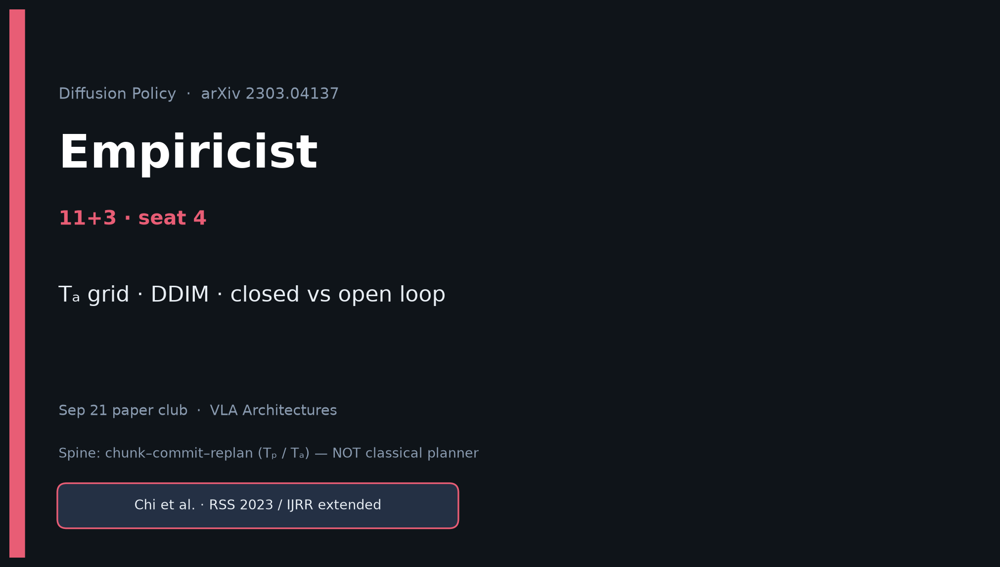 Diffusion Policy · arXiv 2303.04137
Empiricist
11+3 · seat 4
Tₐ grid · DDIM · closed vs open loop
Sep 21 paper club · VLA Architectures
Spine: chunk–commit–replan (Tₚ / Tₐ) — NOT classical planner
Chi et al. · RSS 2023 / IJRR extended